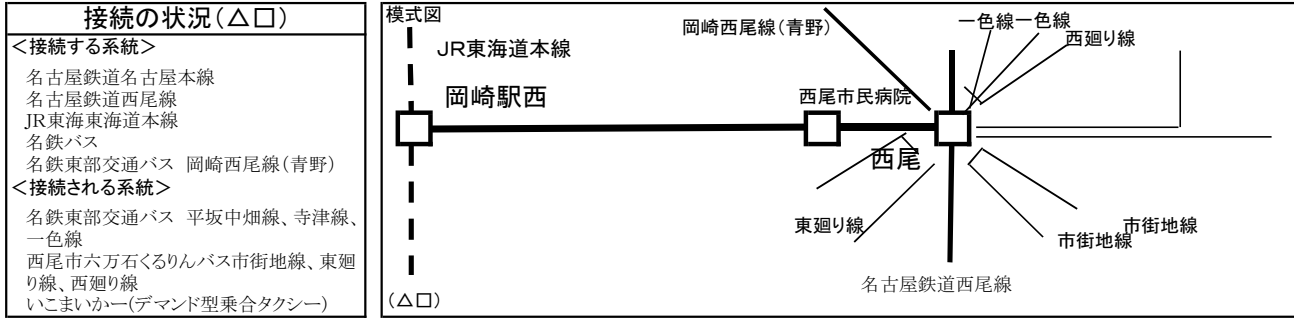 接続の状況(△□)
＜接続する系統＞
名古屋鉄道名古屋本線
名古屋鉄道西尾線
JR東海東海道本線
名鉄バス
名鉄東部交通バス　岡崎西尾線(青野)
＜接続される系統＞
名鉄東部交通バス　平坂中畑線、寺津線、
一色線
西尾市六万石くるりんバス市街地線、東廻
り線、西廻り線
いこまいかー(デマンド型乗合タクシー)
模式図
JR東海道本線
岡崎西尾線(青野)
一色線一色線
西廻り線
岡崎駅西
西尾市民病院
西尾
東廻り線
市街地線
市街地線
名古屋鉄道西尾線
(△□)